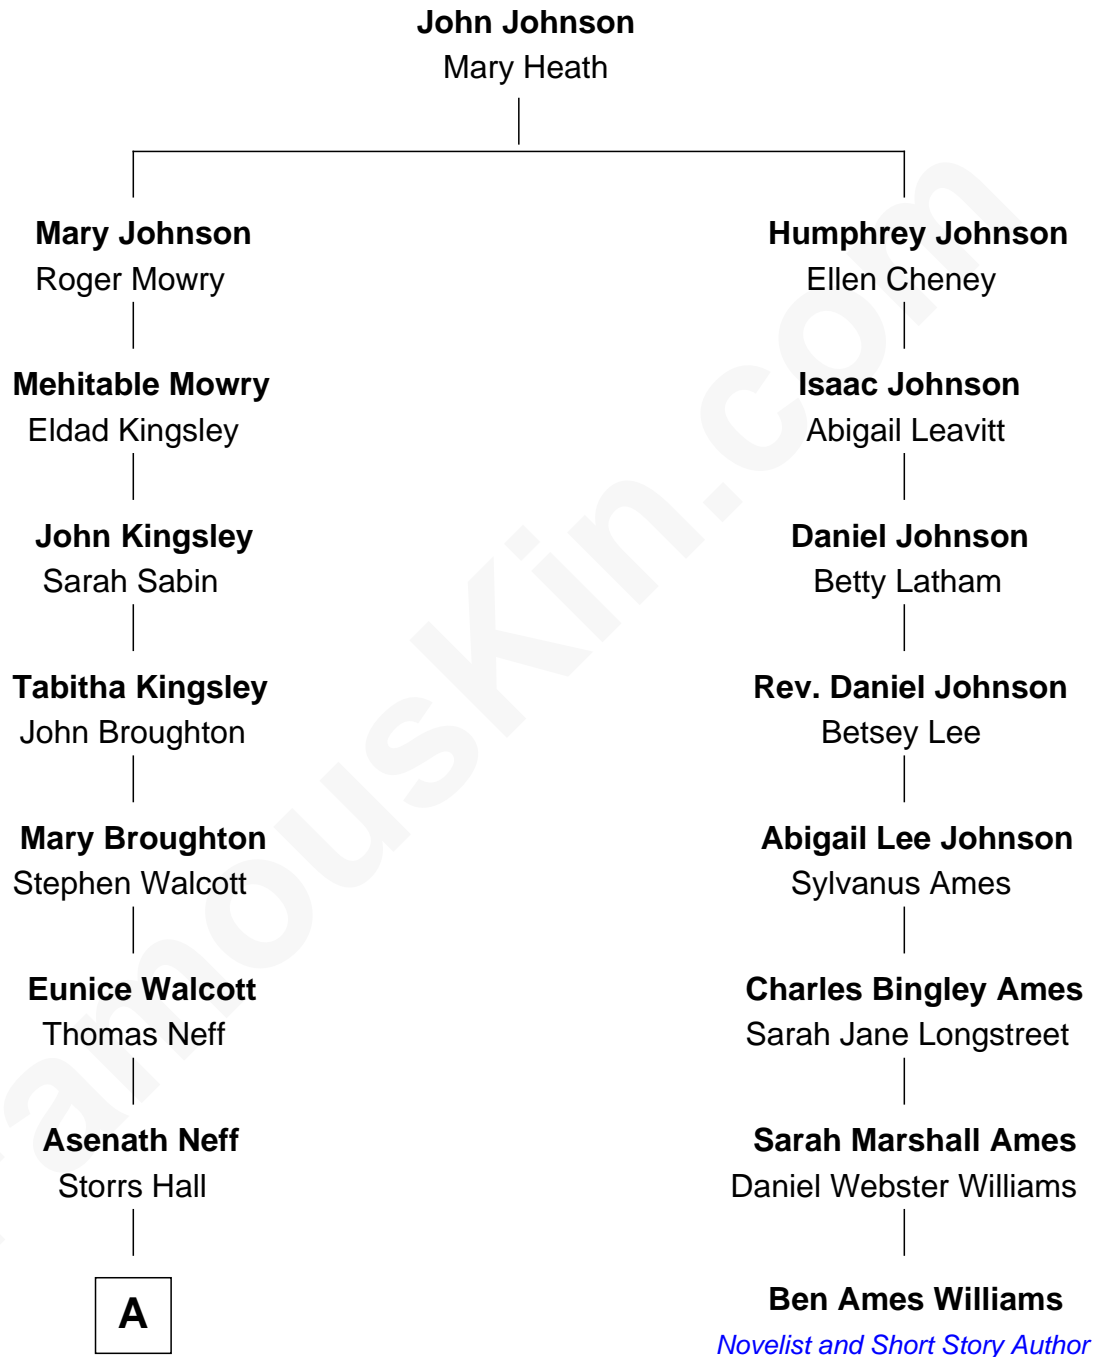 John Johnson
Mary Heath
Mary Johnson
Roger Mowry
Mehitable Mowry
Eldad Kingsley
John Kingsley
Sarah Sabin
Tabitha Kingsley
John Broughton
Mary Broughton
Stephen Walcott
Eunice Walcott
Thomas Neff
Asenath Neff
Storrs Hall
A
Humphrey Johnson
Ellen Cheney
Isaac Johnson
Abigail Leavitt
Daniel Johnson
Betty Latham
Rev. Daniel Johnson
Betsey Lee
Abigail Lee Johnson
Sylvanus Ames
Charles Bingley Ames
Sarah Jane Longstreet
Sarah Marshall Ames
Daniel Webster Williams
Ben Ames Williams
Novelist and Short Story Author
FamousKin.com